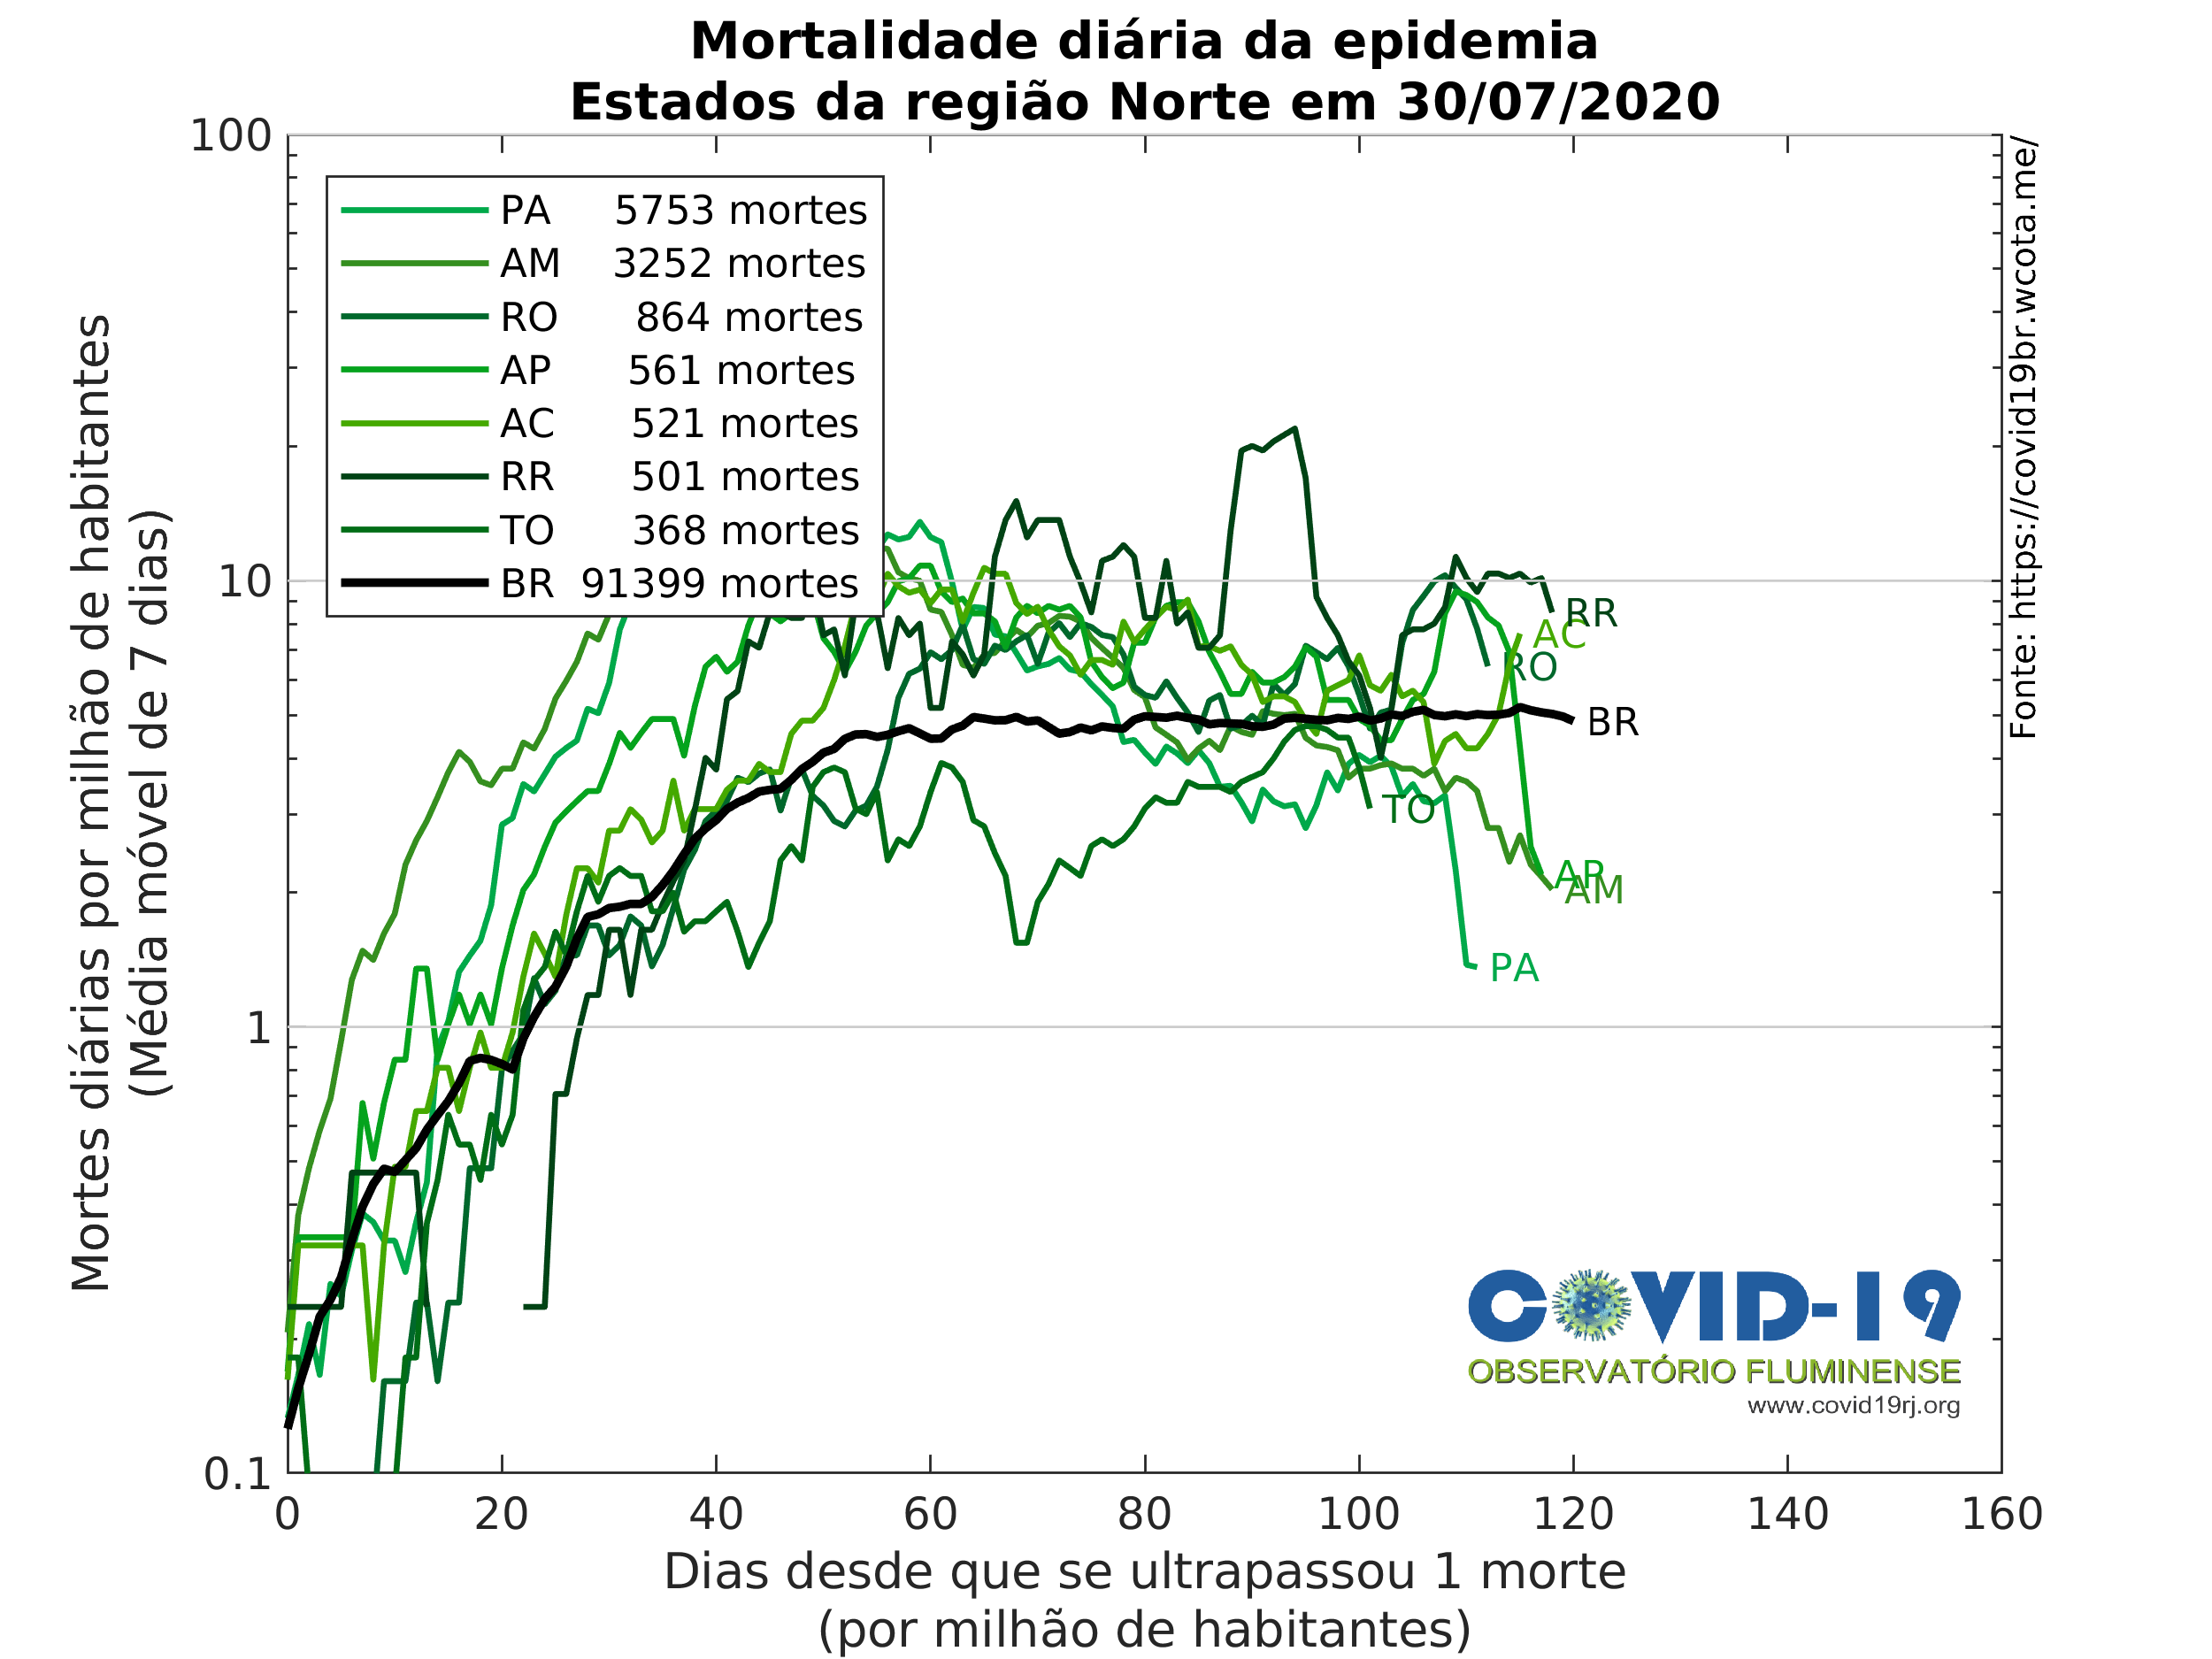 Mortalidade diária da epidemia
Estados da região Norte em 30/07/2020
Mortes diárias por milhão de habitantes
(Média móvel de 7 dias)
100
10
1
0.1
PA 5753 mortes
AM 3252 mortes
RO 864 mortes
AP 561 mortes
AC 521 mortes
RR 501 mortes
TO 368 mortes
BR 91399 mortes
RR
AC
RO
BR
TO
AP
AM
PA
Fonte: https://covid19br.wcota.me/
COVID-19
OBSERVATÓRIO FLUMINENSE
www.covid19rj.org
0 20 40 60 80 100 120 140 160
Dias desde que se ultrapassou 1 morte
(por milhão de habitantes)